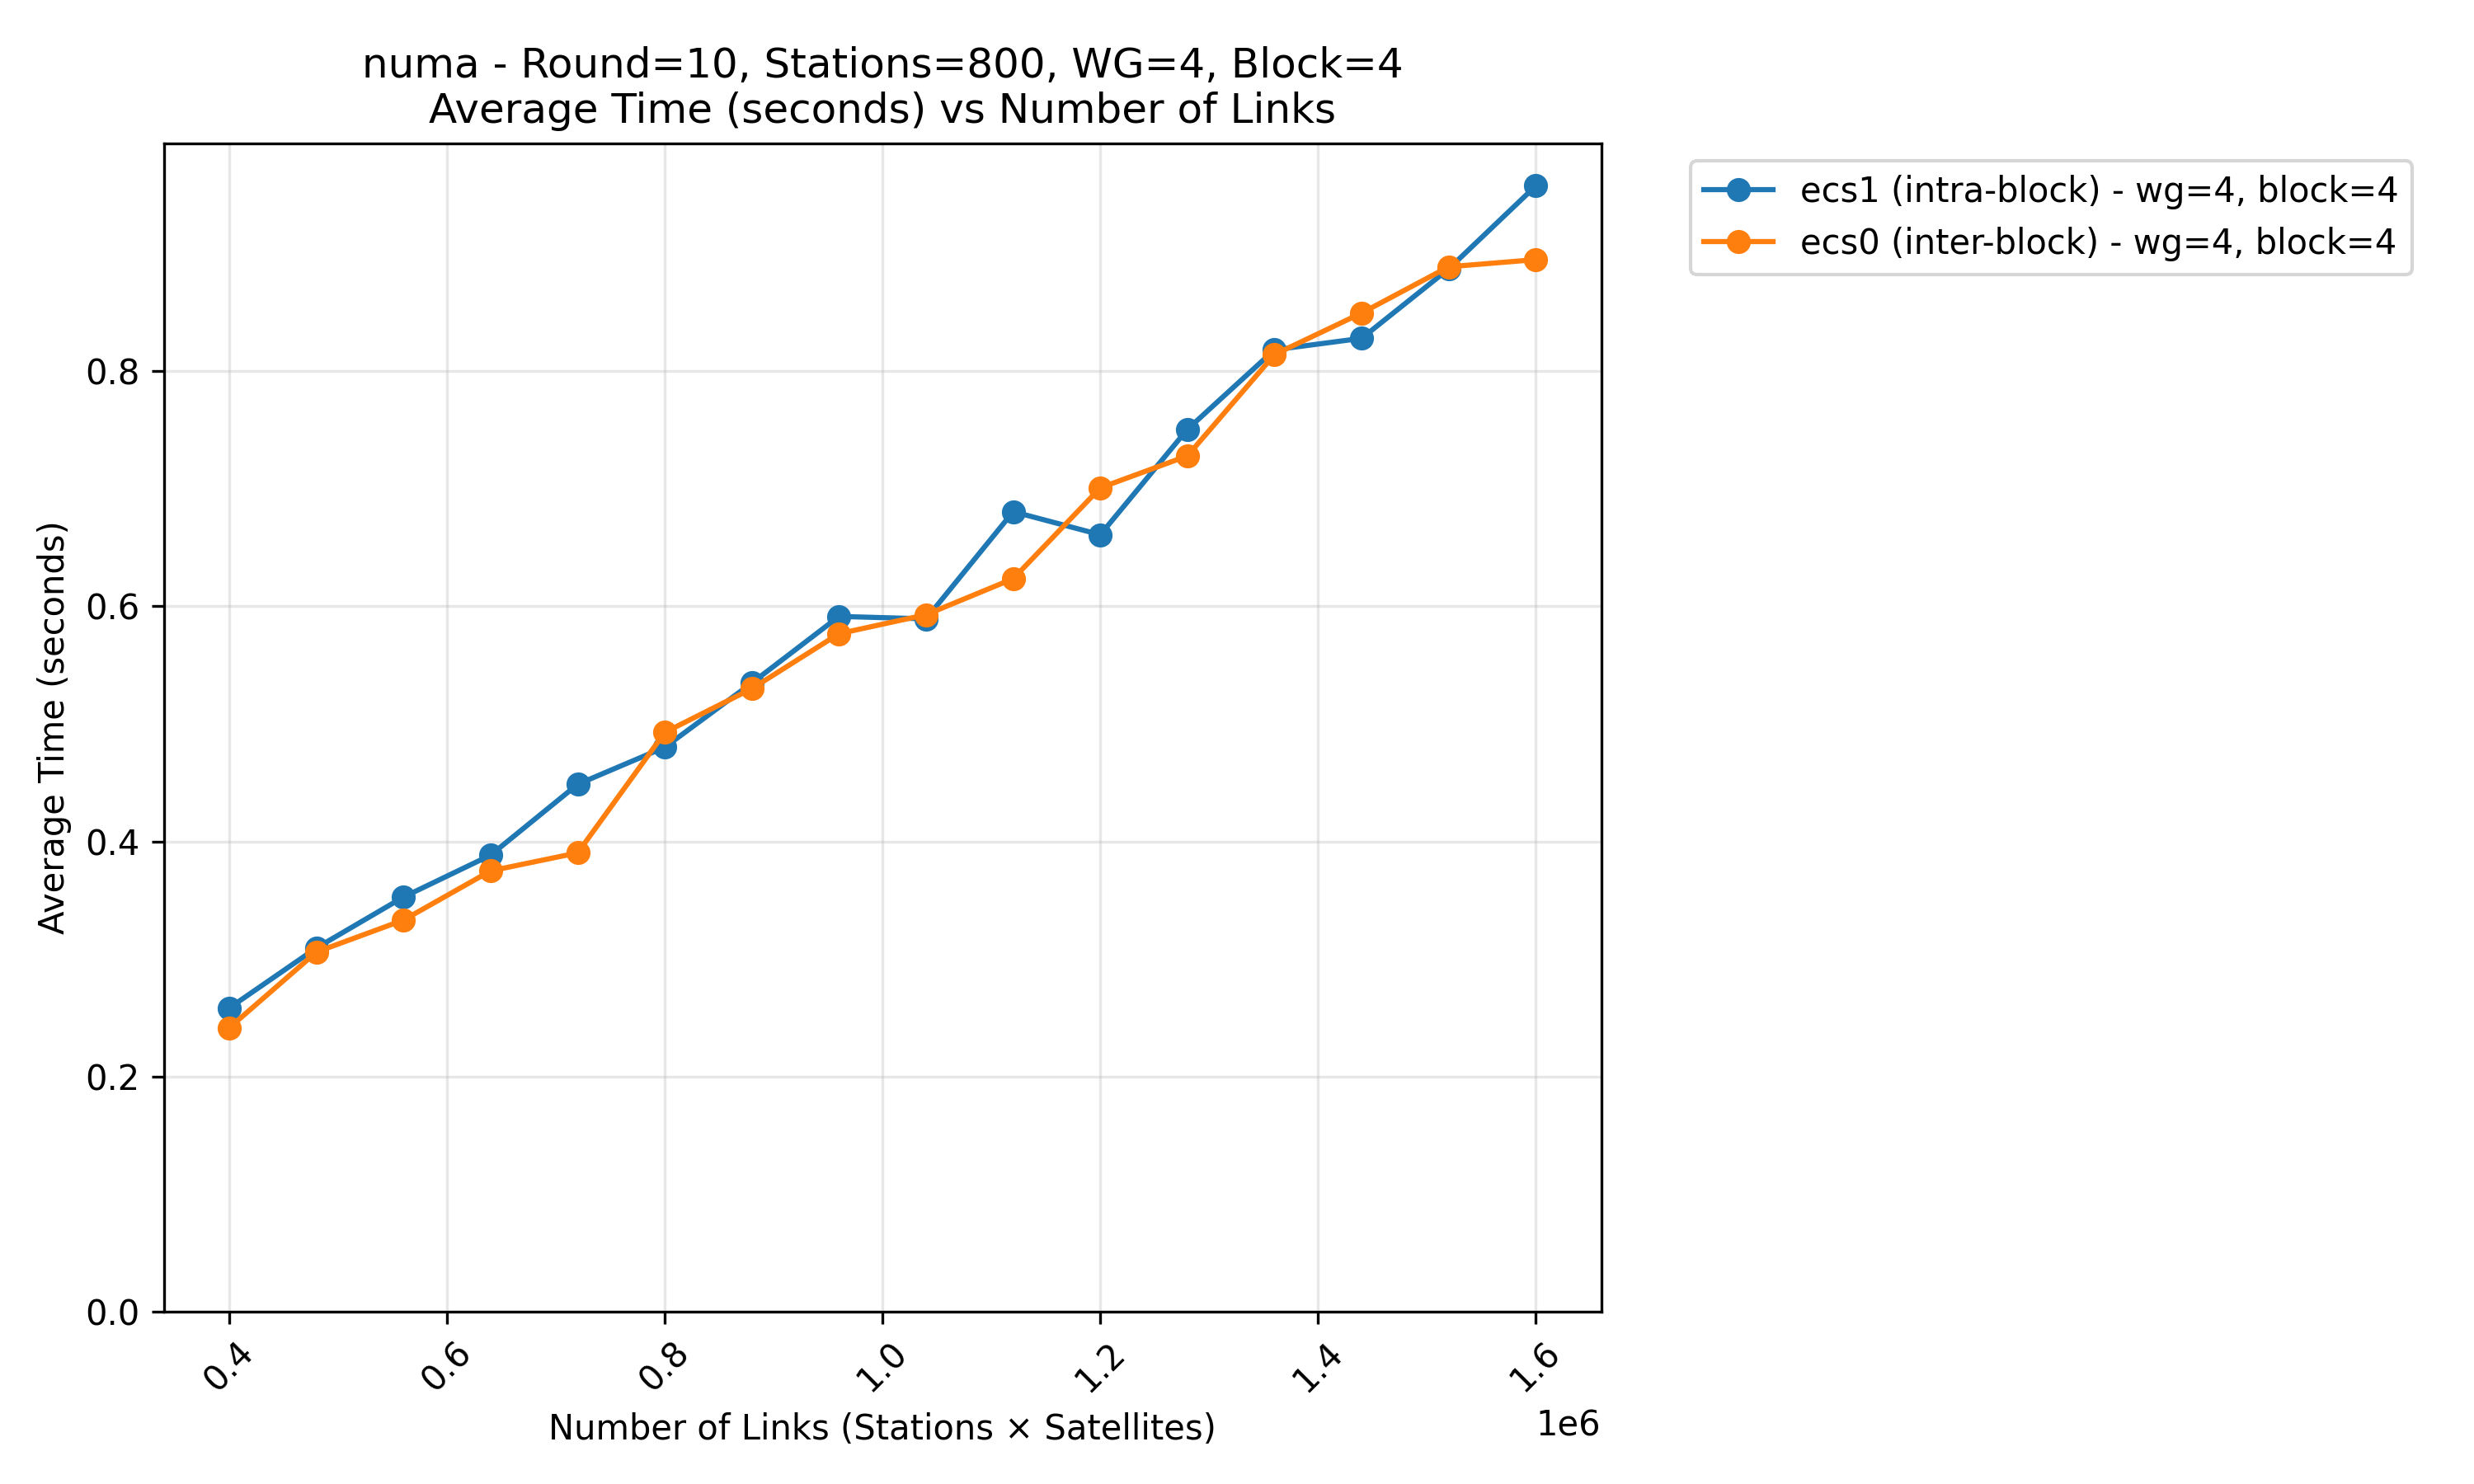 numa - Round=10, Stations=800, WG=4, Block=4
Average Time (seconds) vs Number of Links
ecs1 (intra-block) - wg=4, block=4
ecs0 (inter-block) - wg=4, block=4
Average Time (seconds)
0.8
0.6
0.4
0.2
0.0
0.4
0.6
0.8
1.0
1.2
1.4
1.6
1e6
Number of Links (Stations × Satellites)